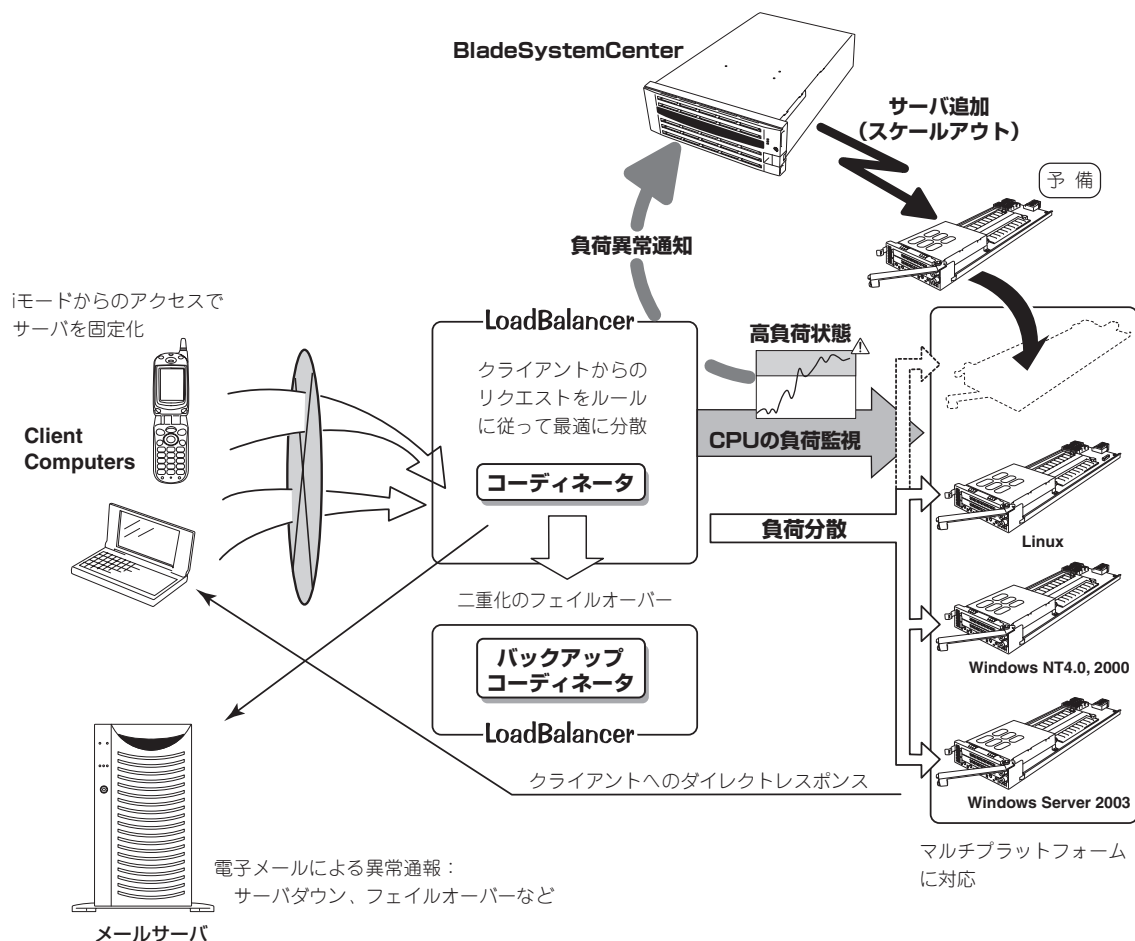 BladeSystemCenter
サーバ追加
（スケールアウト）
予 備
負荷異常通知
iモードからのアクセスで
サーバを固定化
Client
Computers
LoadBalancer
クライアントからの
リクエストをルール
に従って最適に分散
コーディネータ
高負荷状態
CPUの負荷監視
負荷分散
Linux
二重化のフェイルオーバー
バックアップ
コーディネータ
LoadBalancer
Windows NT4.0, 2000
クライアントへのダイレクトレスポンス
Windows Server 2003
マルチプラットフォーム
に対応
電子メールによる異常通報：
サーバダウン、フェイルオーバーなど
メールサーバ